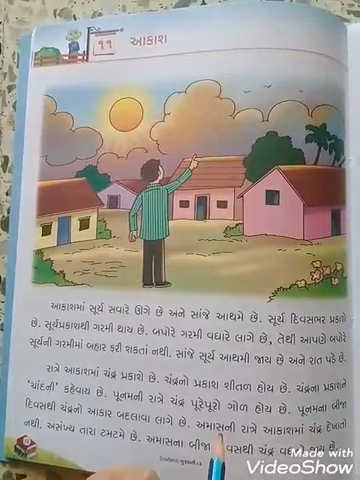 ૧૧ આકાશ
આકાશમાં સૂર્ય સવારે ઊગે છે અને સાંજે આથમે છે. સૂર્ય દિવસભર પ્રકાશે
છે. સૂર્યપ્રકાશથી ગરમી થાય છે. બપોરે ગરમી વધારે લાગે છે, તેથી આપણે બપોરે
સૂર્યની ગરમીમાં બહાર ફરી શકતાં નથી. સાંજે સૂર્ય આથમી જાય છે અને રાત પડે છે.
રાત્રે આકાશમાં ચંદ્ર પ્રકાશે છે. ચંદ્રનો પ્રકાશ શીતળ હોય છે. ચંદ્રના પ્રકાશને
'ચાંદની' કહેવાય છે. પૂનમની રાત્રે ચંદ્ર પૂરેપૂરો ગોળ હોય છે. પૂનમના બીજા
દિવસથી ચંદ્રનો આકાર બદલાવા લાગે છે. અમાસની રાત્રે આકાશમાં ચંદ્ર દેખાતો
નથી. અસંખ્ય તારા ટમટમે છે. અમાસના બીજા વસથી ચંદ્ર જાય છે.
Made with
VideoShow